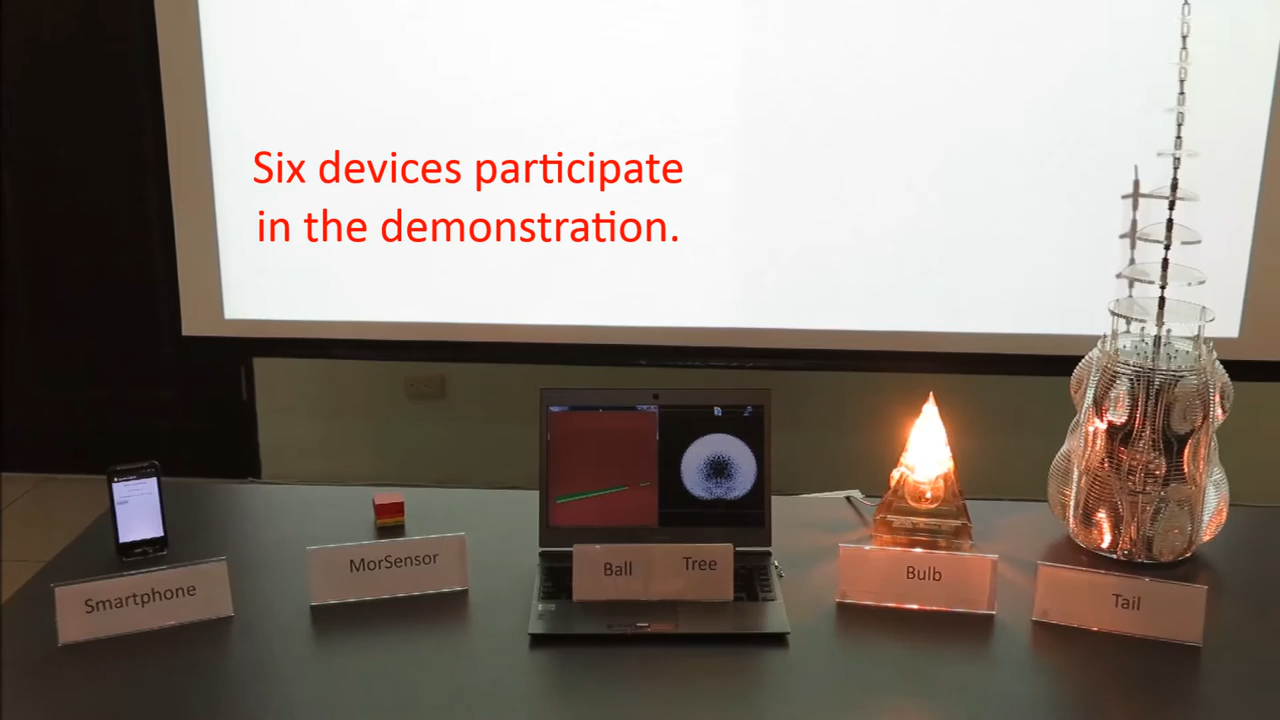 Six devices participate
in the demonstration.
Smartphone
MorSensor
Ball
Tree
Bulb
Tail